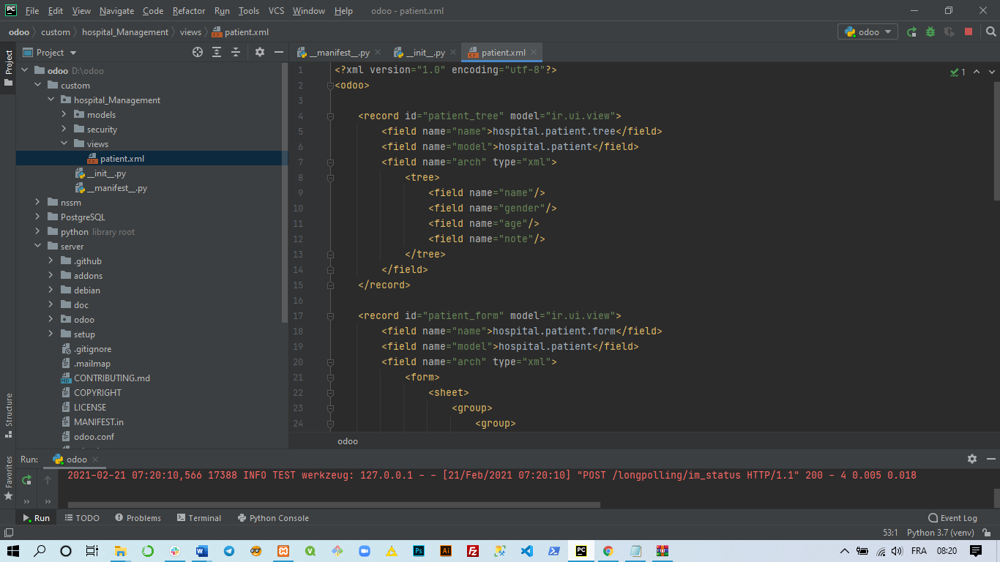 File Edit View Navigate Code Refactor Run Tools VCS Window Help odoo - patient.xml
odoo custom hospital_Management views patient.xml odoo
Project __manifest__.py __init__.py patient.xml
Project
odoo D:\odoo
custom
hospital_Management
models
security
views
patient.xml
__init__.py
__manifest__.py
nssm
PostgreSQL
python library root
server
.github
addons
debian
doc
odoo
setup
.gitignore
.mailmap
CONTRIBUTING.md
COPYRIGHT
LICENSE
MANIFEST.in
odoo.conf
1 <?xml version="1.0" encoding="utf-8"?>
2 <odoo>
3
4 <record id="patient_tree" model="ir.ui.view">
5 <field name="name">hospital.patient.tree</field>
6 <field name="model">hospital.patient</field>
7 <field name="arch" type="xml">
8 <tree>
9 <field name="name"/>
10 <field name="gender"/>
11 <field name="age"/>
12 <field name="note"/>
13 </tree>
14 </field>
15 </record>
16
17 <record id="patient_form" model="ir.ui.view">
18 <field name="name">hospital.patient.form</field>
19 <field name="model">hospital.patient</field>
20 <field name="arch" type="xml">
21 <form>
22 <sheet>
23 <group>
24 <group>
1
odoo
Structure
Favorites
Run: odoo
2021-02-21 07:20:10,566 17388 INFO TEST werkzeug: 127.0.0.1 - - [21/Feb/2021 07:20:10] "POST /longpolling/im_status HTTP/1.1" 200 - 4 0.005 0.018
Run TODO Problems Terminal Python Console Event Log
53:1 Python 3.7 (venv)
FRA 08:20